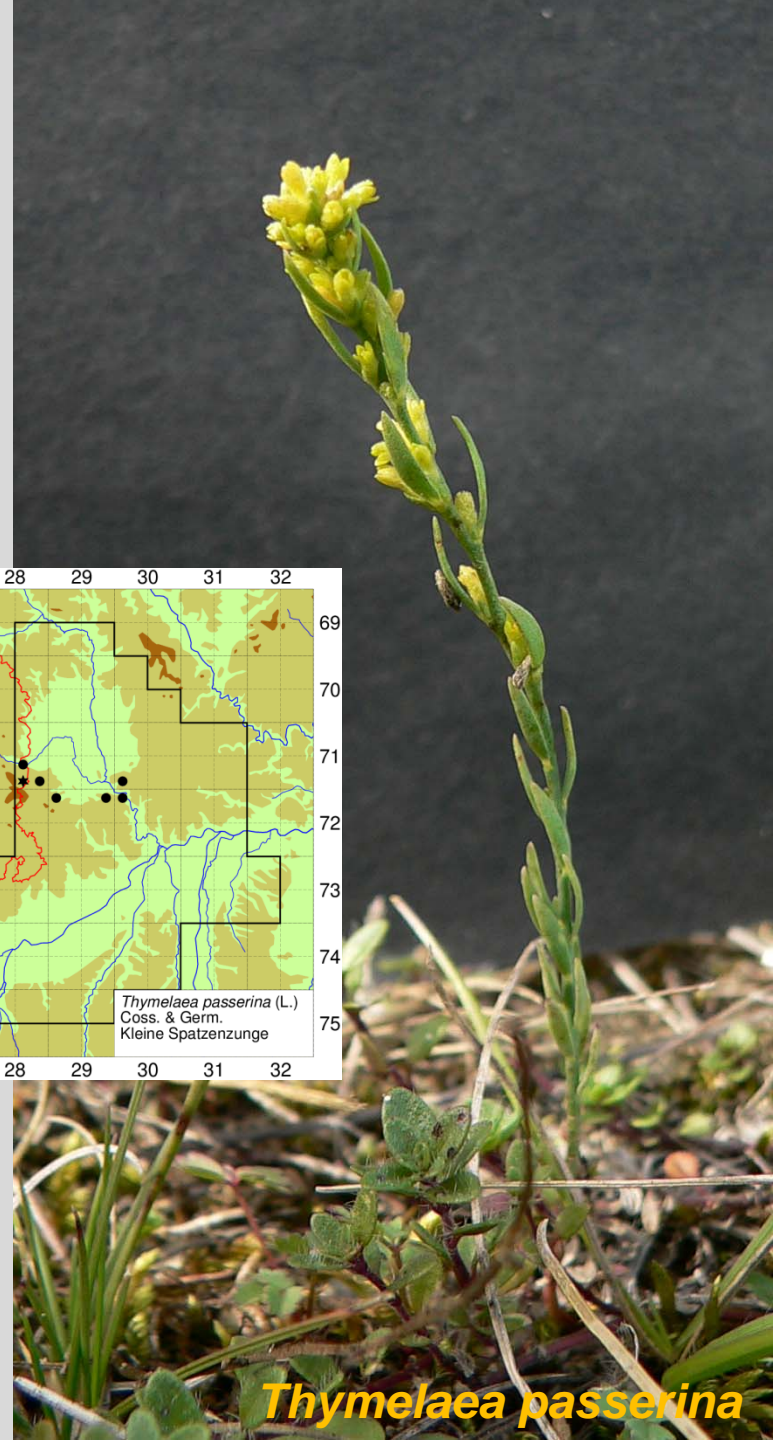 28 29 30 31 32
69
70
71
72
73
74
75
Thymelaea passerina (L.)
Coss. & Germ.
Kleine Spatzenzunge
28 29 30 31 32
Thymelaea passerina